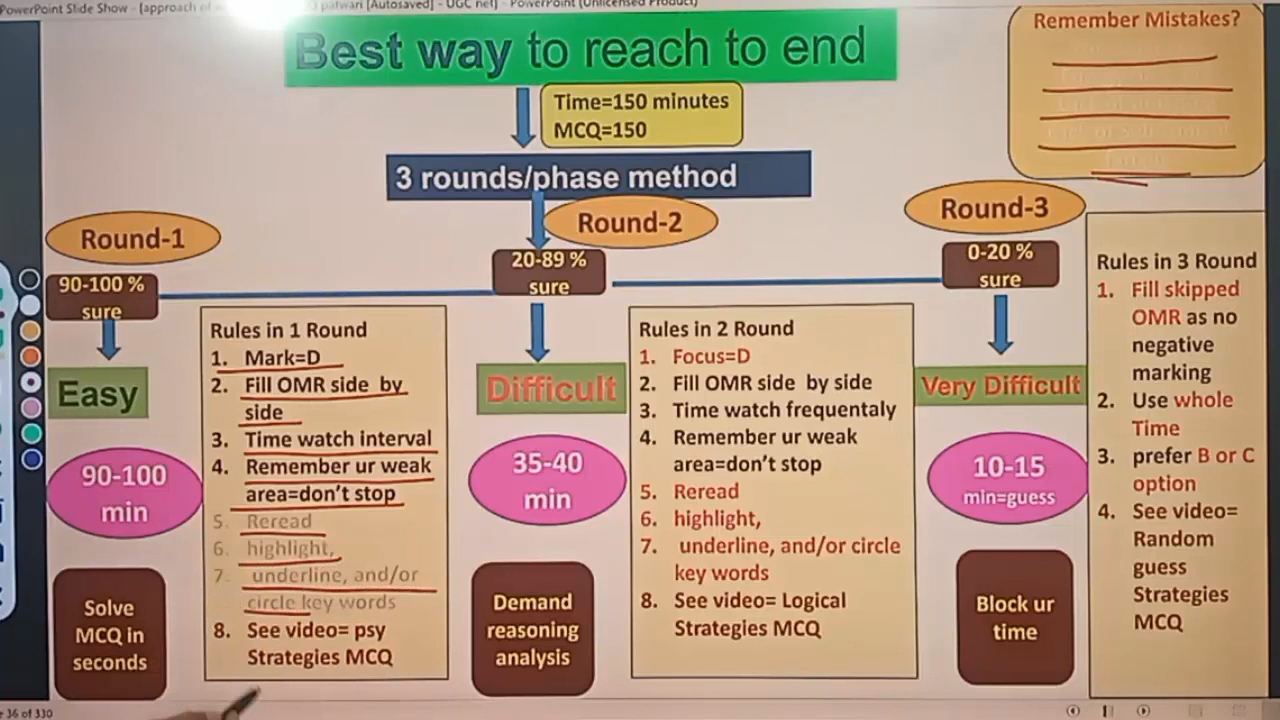 PowerPoint Slide Show - [approach of
patwari [Autosaved] - UGC net] - PowerPoint (Unlicensed Product)
Best way to reach to end
Remember Mistakes?
Time=150 minutes
MCQ=150
3 rounds/phase method
Round-1
90-100 %
sure
Easy
90-100
min
Solve
MCQ in
seconds
Rules in 1 Round
1. Mark=D
2. Fill OMR side by
side
3. Time watch interval
4. Remember ur weak
area=don't stop
5. Reread
6. highlight,
7. underline, and/or
circle key words
8. See video= psy
Strategies MCQ
Round-2
20-89 %
sure
Difficult
35-40
min
Demand
reasoning
analysis
Rules in 2 Round
1. Focus=D
2. Fill OMR side by side
3. Time watch frequentaly
4. Remember ur weak
area=don't stop
5. Reread
6. highlight,
7. underline, and/or circle
key words
8. See video= Logical
Strategies MCQ
Round-3
0-20 %
sure
Very Difficult
10-15
min=guess
Block ur
time
Rules in 3 Round
1. Fill skipped
OMR as no
negative
marking
2. Use whole
Time
3. prefer B or C
option
4. See video=
Random
guess
Strategies
MCQ
36 of 330